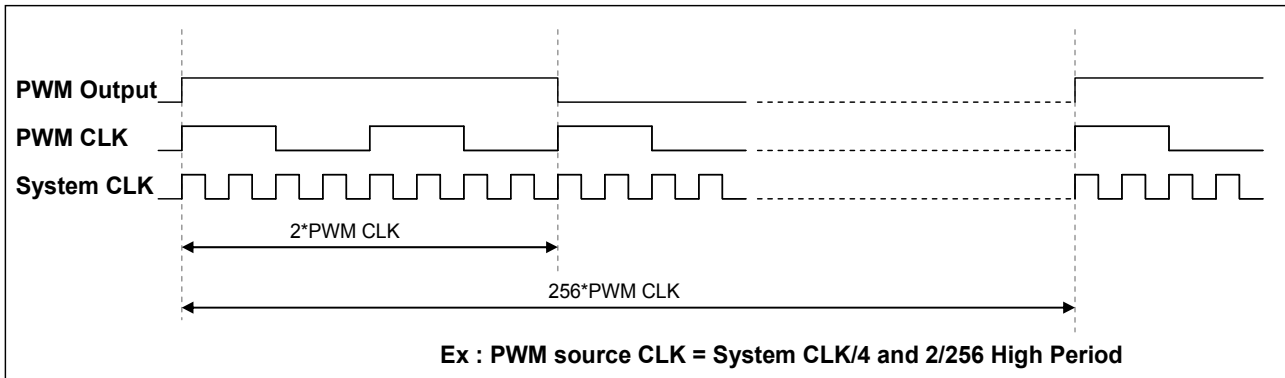 PWM Output
PWM CLK
System CLK
2*PWM CLK
256*PWM CLK
Ex : PWM source CLK = System CLK/4 and 2/256 High Period